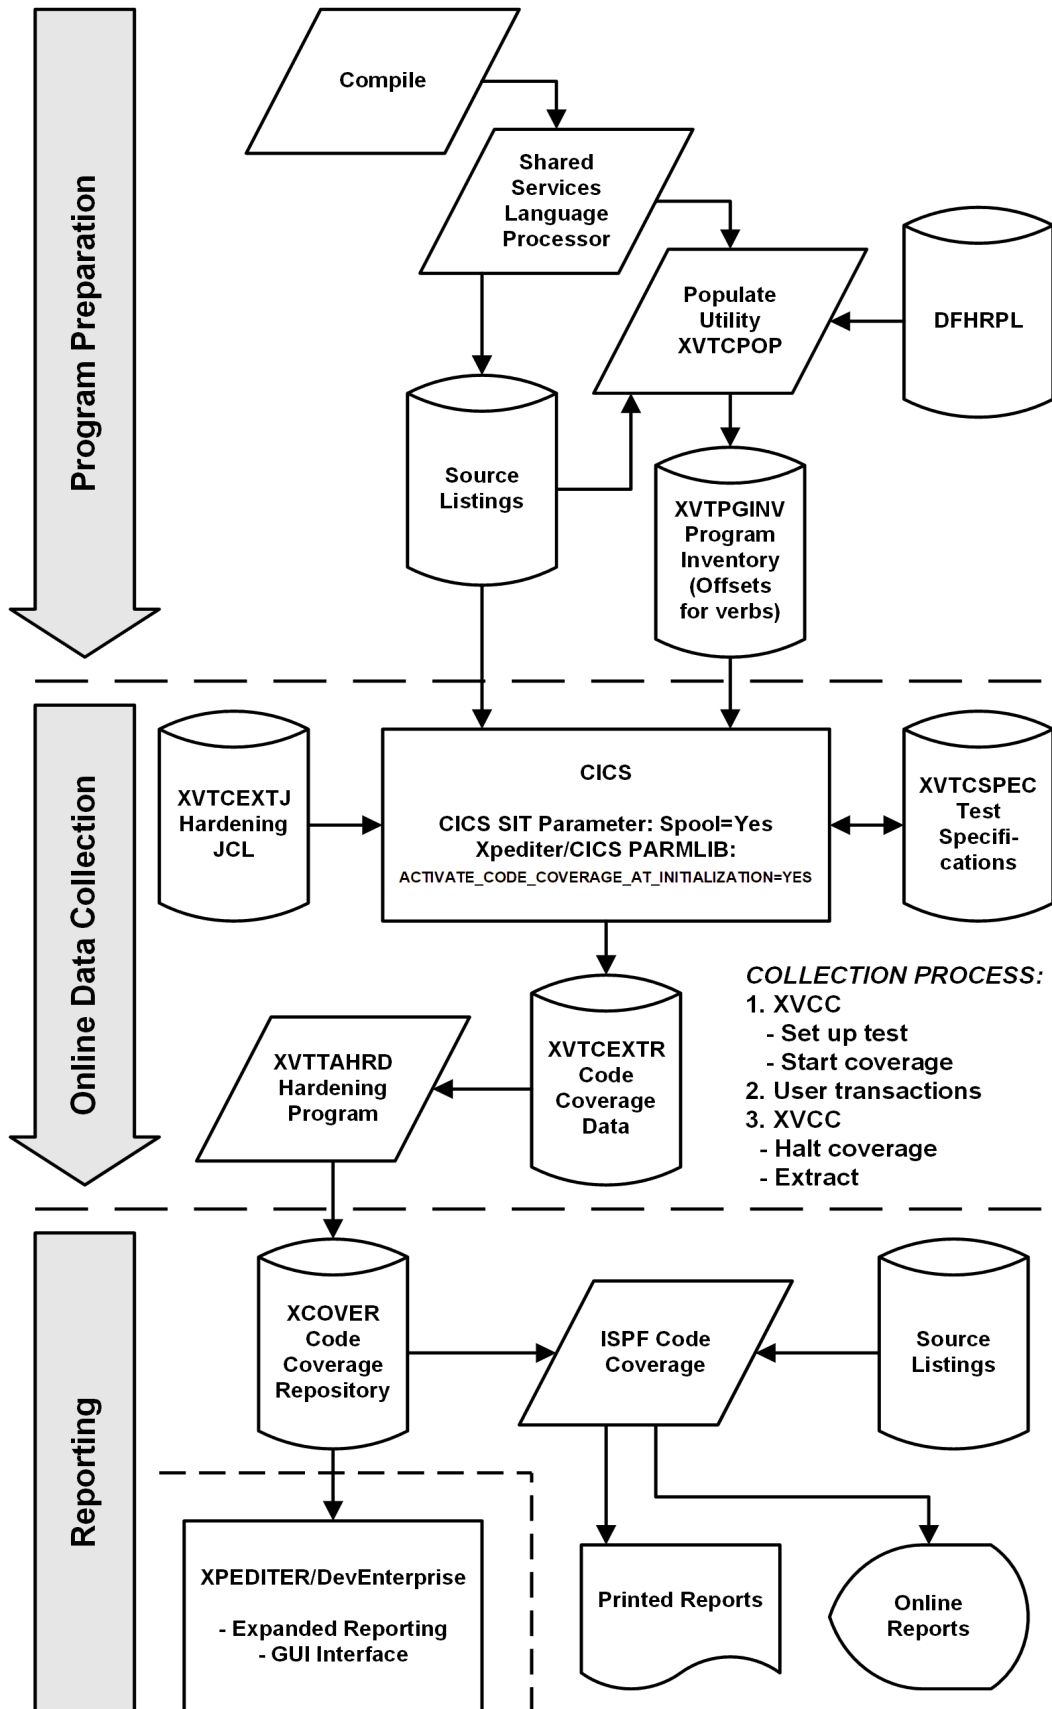 Program Preparation
Compile
Shared
Services
Language
Processor
Populate
Utility
XVTCPOP
DFHRPL
Source
Listings
XVTPGINV
Program
Inventory
(Offsets
for verbs)
Online Data Collection
XVTCEXTJ
Hardening
JCL
CICS
CICS SIT Parameter: Spool=Yes
Xpediter/CICS PARMLIB:
ACTIVATE_CODE_COVERAGE_AT_INITIALIZATION=YES
XVTCSPEC
Test
Specifi-
cations
XVTTAHRD
Hardening
Program
XVTCEXTR
Code
Coverage
Data
COLLECTION PROCESS:
1. XVCC
- Set up test
- Start coverage
2. User transactions
3. XVCC
- Halt coverage
- Extract
Reporting
XCOVER
Code
Coverage
Repository
ISPF Code
Coverage
Source
Listings
XPEDITER/DevEnterprise
- Expanded Reporting
- GUI Interface
Printed Reports
Online
Reports